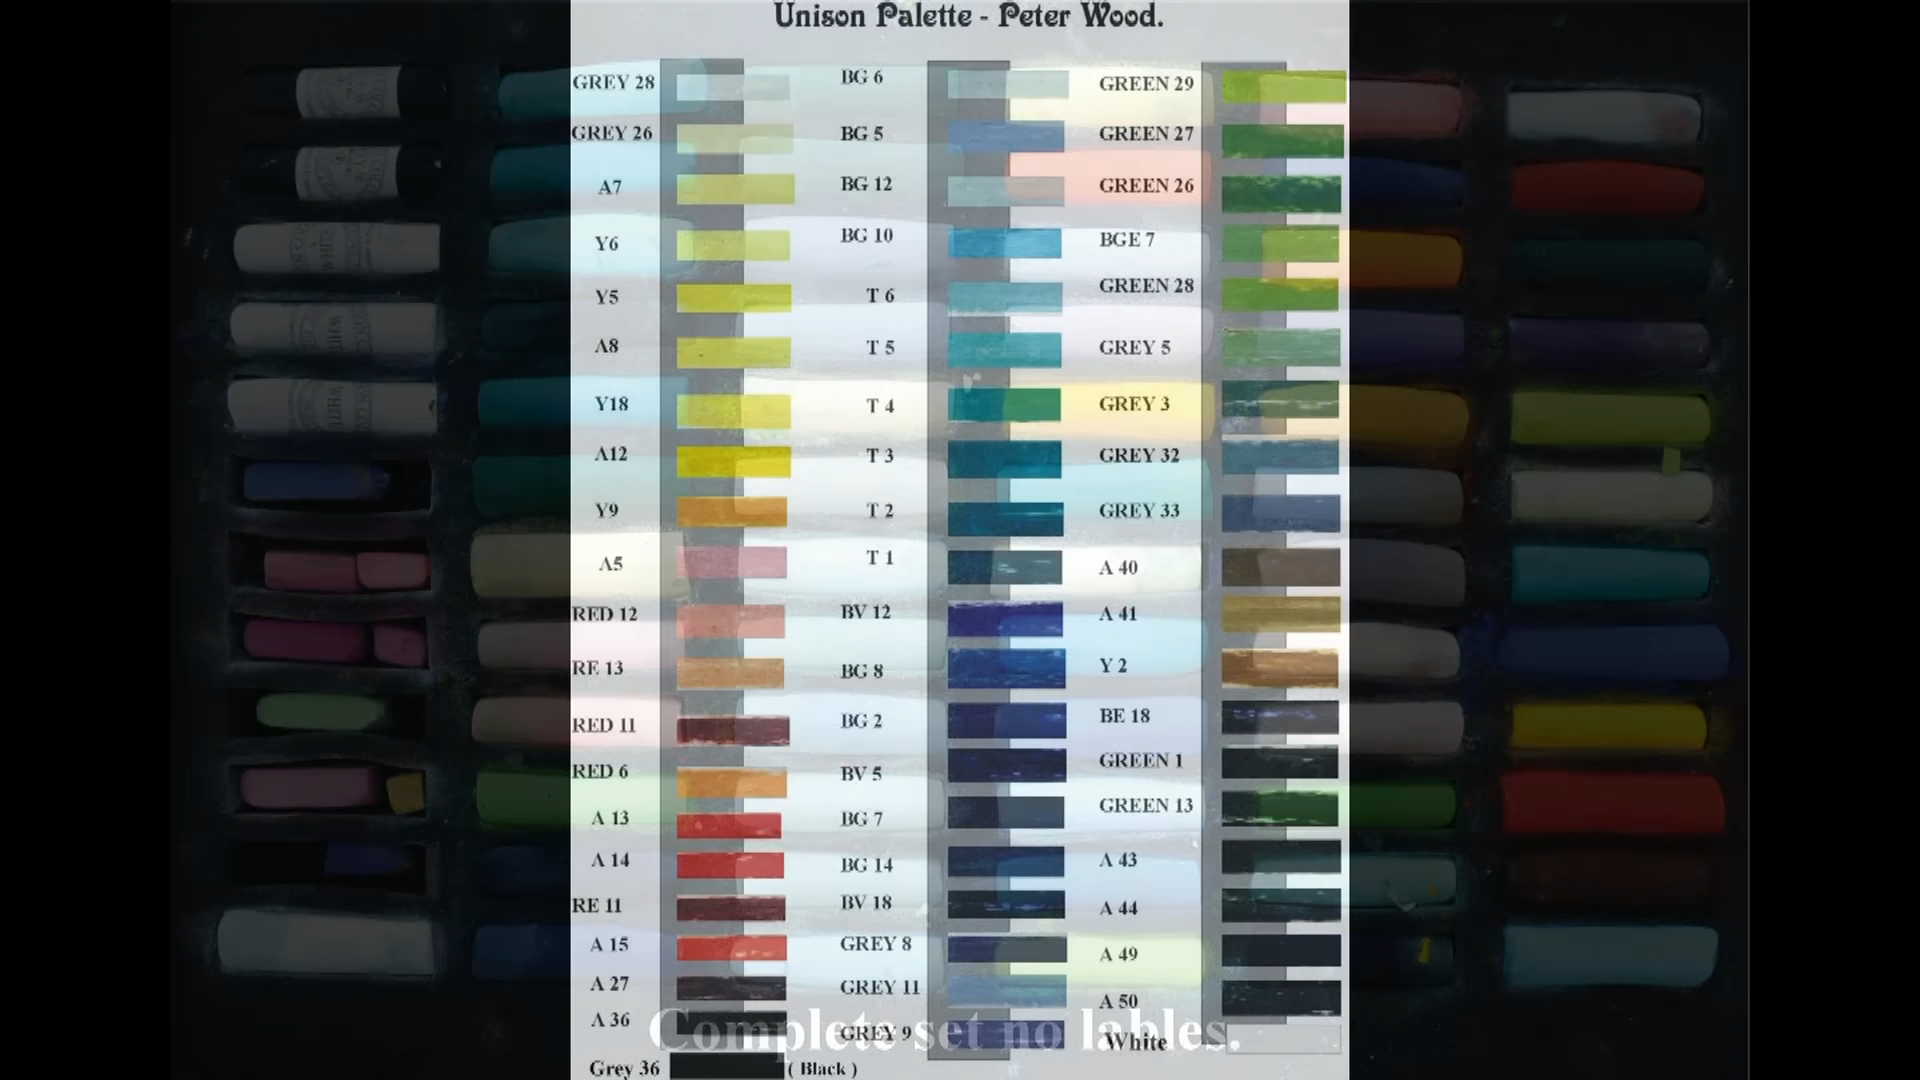 Unison Palette - Peter Wood.
GREY 28
GREY 26
A7
Y6
Y5
A8
Y18
A12
Y9
A5
RED 12
RE 13
RED 11
RED 6
A 13
A 14
RE 11
A 15
A 27
A 36
Grey 36 ( Black )
BG 6
BG 5
BG 12
BG 10
T 6
T 5
T 4
T 3
T 2
T 1
BV 12
BG 8
BG 2
BV 5
BG 7
BG 14
BV 18
GREY 8
GREY 11
GREY 9
GREEN 29
GREEN 27
GREEN 26
BGE 7
GREEN 28
GREY 5
GREY 3
GREY 32
GREY 33
A 40
A 41
Y 2
BE 18
GREEN 1
GREEN 13
A 43
A 44
A 49
A 50
White
Complete set no lables.
WHITE
WHITE
WHITE